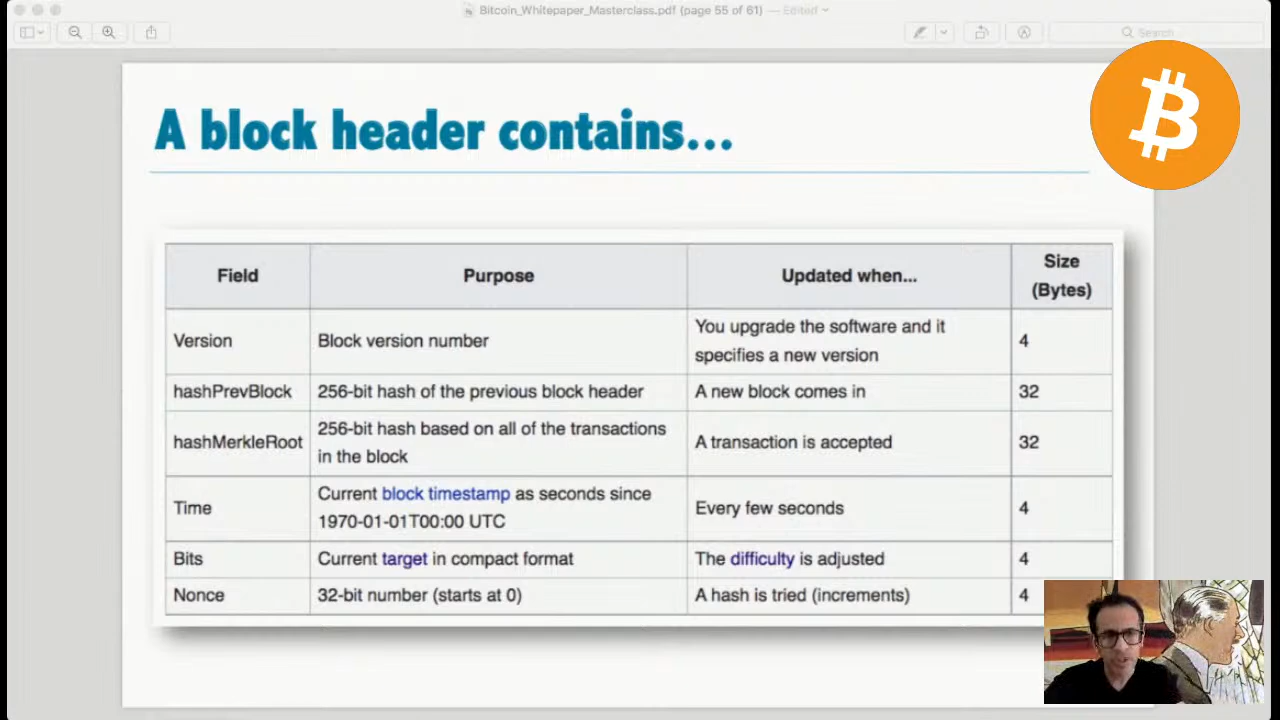 Bitcoin_Whitepaper_Masterclass.pdf (page 55 of 61) — Edited
Search
A block header contains...
Field
Purpose
Updated when...
Size
(Bytes)
Version
Block version number
You upgrade the software and it
specifies a new version
4
hashPrevBlock
256-bit hash of the previous block header
A new block comes in
32
hashMerkleRoot
256-bit hash based on all of the transactions
in the block
A transaction is accepted
32
Time
Current block timestamp as seconds since
1970-01-01T00:00 UTC
Every few seconds
4
Bits
Current target in compact format
The difficulty is adjusted
4
Nonce
32-bit number (starts at 0)
A hash is tried (increments)
4